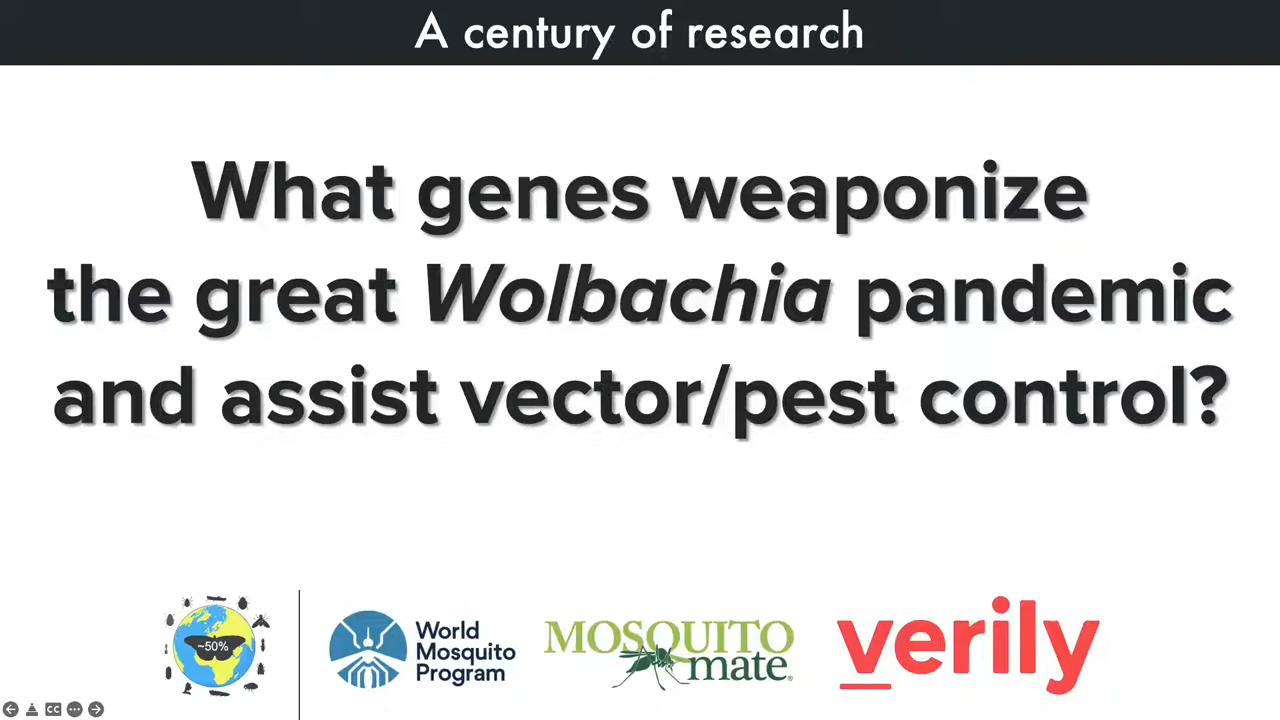 A century of research
What genes weaponize
the great Wolbachia pandemic
and assist vector/pest control?
~50%
World
Mosquito
Program
MOSQUITO
mate®
verily
CC